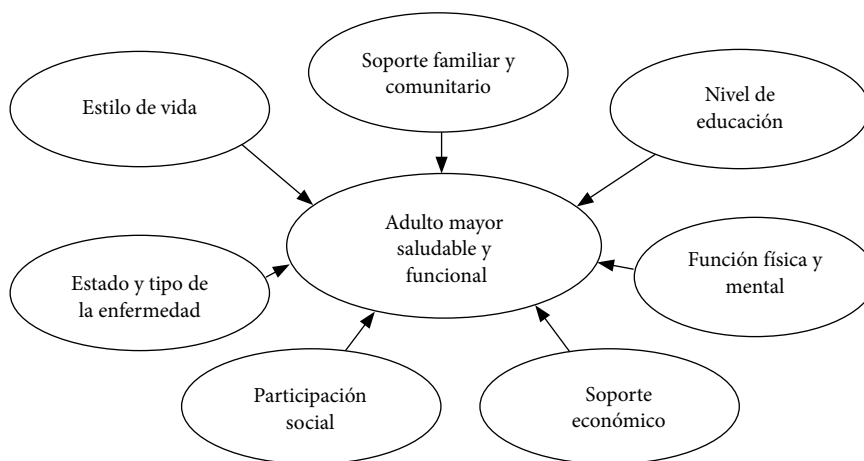 Soporte familiar y
comunitario
Estilo de vida
Nivel de
educación
Adulto mayor
saludable y
funcional
Estado y tipo de
la enfermedad
Función física y
mental
Participación
social
Soporte
económico